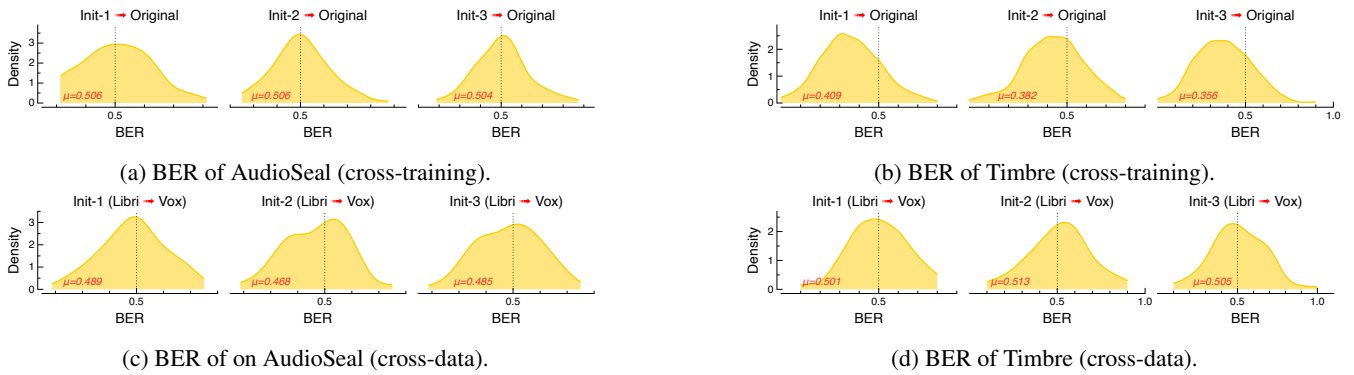 Init-1 ➞ Original Init-2 ➞ Original Init-3 ➞ Original
Density
3
2
1
0
μ=0.506 μ=0.506 μ=0.504
0.5 0.5 0.5
BER BER BER
(a) BER of AudioSeal (cross-training).
Init-1 ➞ Original Init-2 ➞ Original Init-3 ➞ Original
Density
2
1
0
μ=0.409 μ=0.382 μ=0.356
0.5 0.5 0.5 1.0
BER BER BER
(b) BER of Timbre (cross-training).
Init-1 (Libri ➞ Vox) Init-2 (Libri ➞ Vox) Init-3 (Libri ➞ Vox)
Density
3
2
1
0
μ=0.489 μ=0.468 μ=0.485
0.5 0.5 0.5
BER BER BER
(c) BER of on AudioSeal (cross-data).
Init-1 (Libri ➞ Vox) Init-2 (Libri ➞ Vox) Init-3 (Libri ➞ Vox)
Density
2
1
0
μ=0.501 μ=0.513 μ=0.505
0.5 0.5 1.0 0.5 1.0
BER BER BER
(d) BER of Timbre (cross-data).